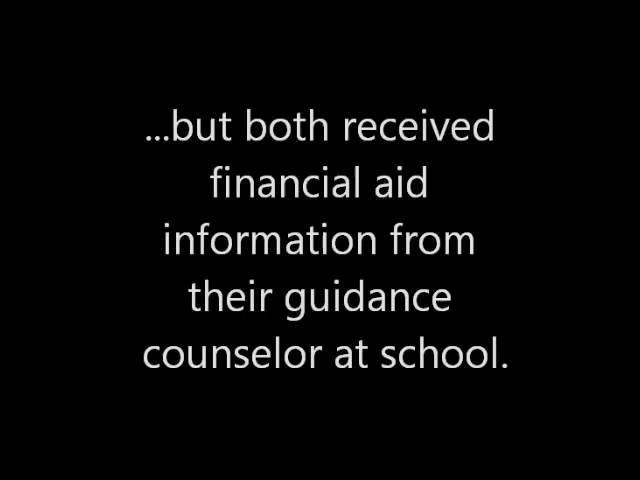 ...but both received
financial aid
information from
their guidance
counselor at school.